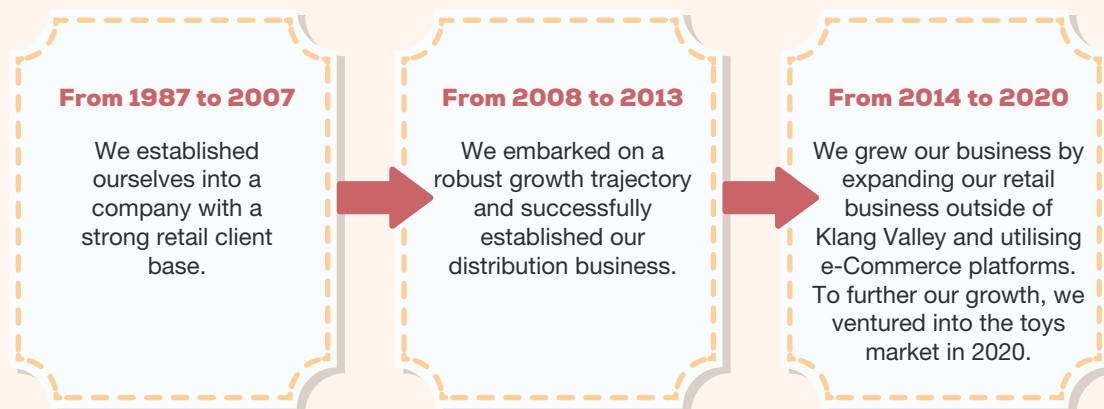 From 1987 to 2007
We established
ourselves into a
company with a
strong retail client
base.
From 2008 to 2013
We embarked on a
robust growth trajectory
and successfully
established our
distribution business.
From 2014 to 2020
We grew our business by
expanding our retail
business outside of
Klang Valley and utilising
e-Commerce platforms.
To further our growth, we
ventured into the toys
market in 2020.